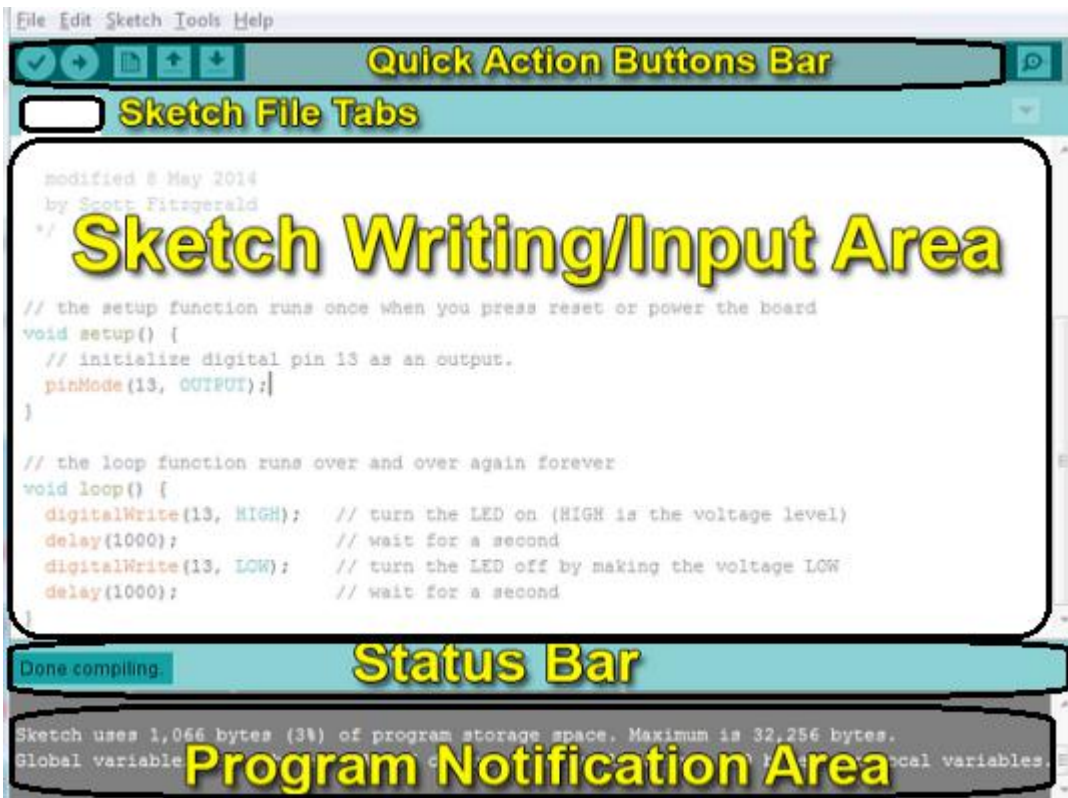 File Edit Sketch Tools Help
Quick Action Buttons Bar
Sketch File Tabs
modified 8 May 2014
by Scott Fitzgerald
*/
Sketch Writing/Input Area
// the setup function runs once when you press reset or power the board
void setup() {
// initialize digital pin 13 as an output.
pinMode(13, OUTPUT);
}
// the loop function runs over and over again forever
void loop() {
digitalWrite(13, HIGH); // turn the LED on (HIGH is the voltage level)
delay(1000); // wait for a second
digitalWrite(13, LOW); // turn the LED off by making the voltage LOW
delay(1000); // wait for a second
}
Status Bar
Done compiling.
Sketch uses 1,066 bytes (3%) of program storage space. Maximum is 32,256 bytes.
Global variables.
Program Notification Area